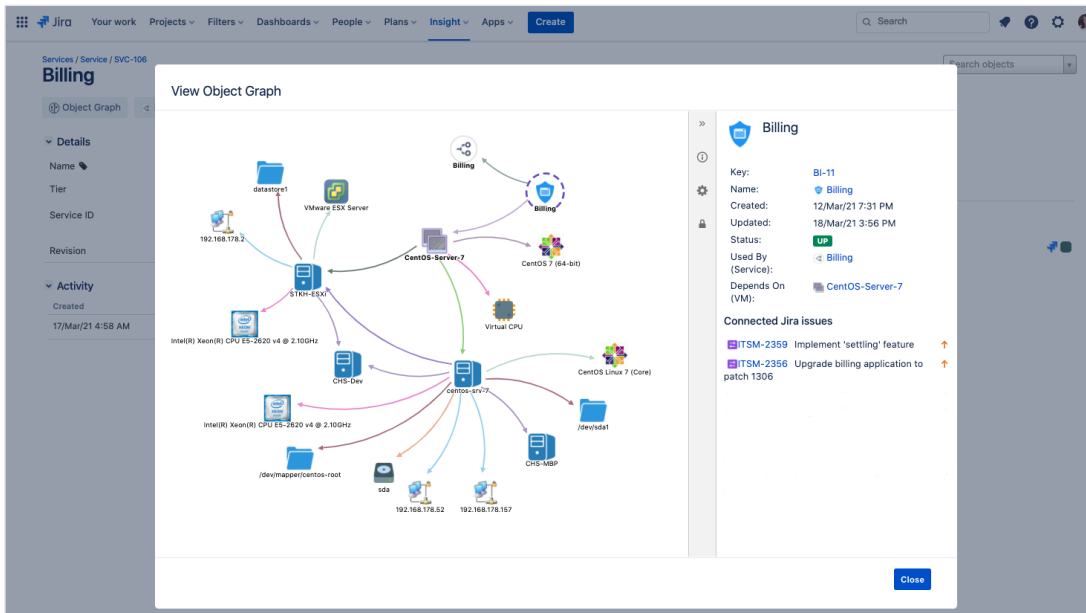 Jira
Your work
Projects
Filters
Dashboards
People
Plans
Insight
Apps
Create
Search
Services / Service / SVC-106
Billing
Search objects
Object Graph
Details
Name
Tier
Service ID
Revision
Activity
Created
17/Mar/21 4:58 AM
View Object Graph
Billing
datastore1
VMware ESX Server
Billing
192.168.178.2
CentOS-Server-7
CentOS 7 (64-bit)
STKH-ESXi
Virtual CPU
Intel(R) Xeon(R) CPU E5-2620 v4 @ 2.10GHz
CHS-Dev
CentOS Linux 7 (Core)
centos-srv-7
Intel(R) Xeon(R) CPU E5-2620 v4 @ 2.10GHz
/dev/sda1
CHS-MBP
/dev/mapper/centos-root
sda
192.168.178.52
192.168.178.157
Billing
Key: BI-11
Name: Billing
Created: 12/Mar/21 7:31 PM
Updated: 18/Mar/21 3:56 PM
Status: UP
Used By Billing
(Service):
Depends On CentOS-Server-7
(VM):
Connected Jira issues
ITSM-2359 Implement 'settling' feature
ITSM-2356 Upgrade billing application to
patch 1306
Close